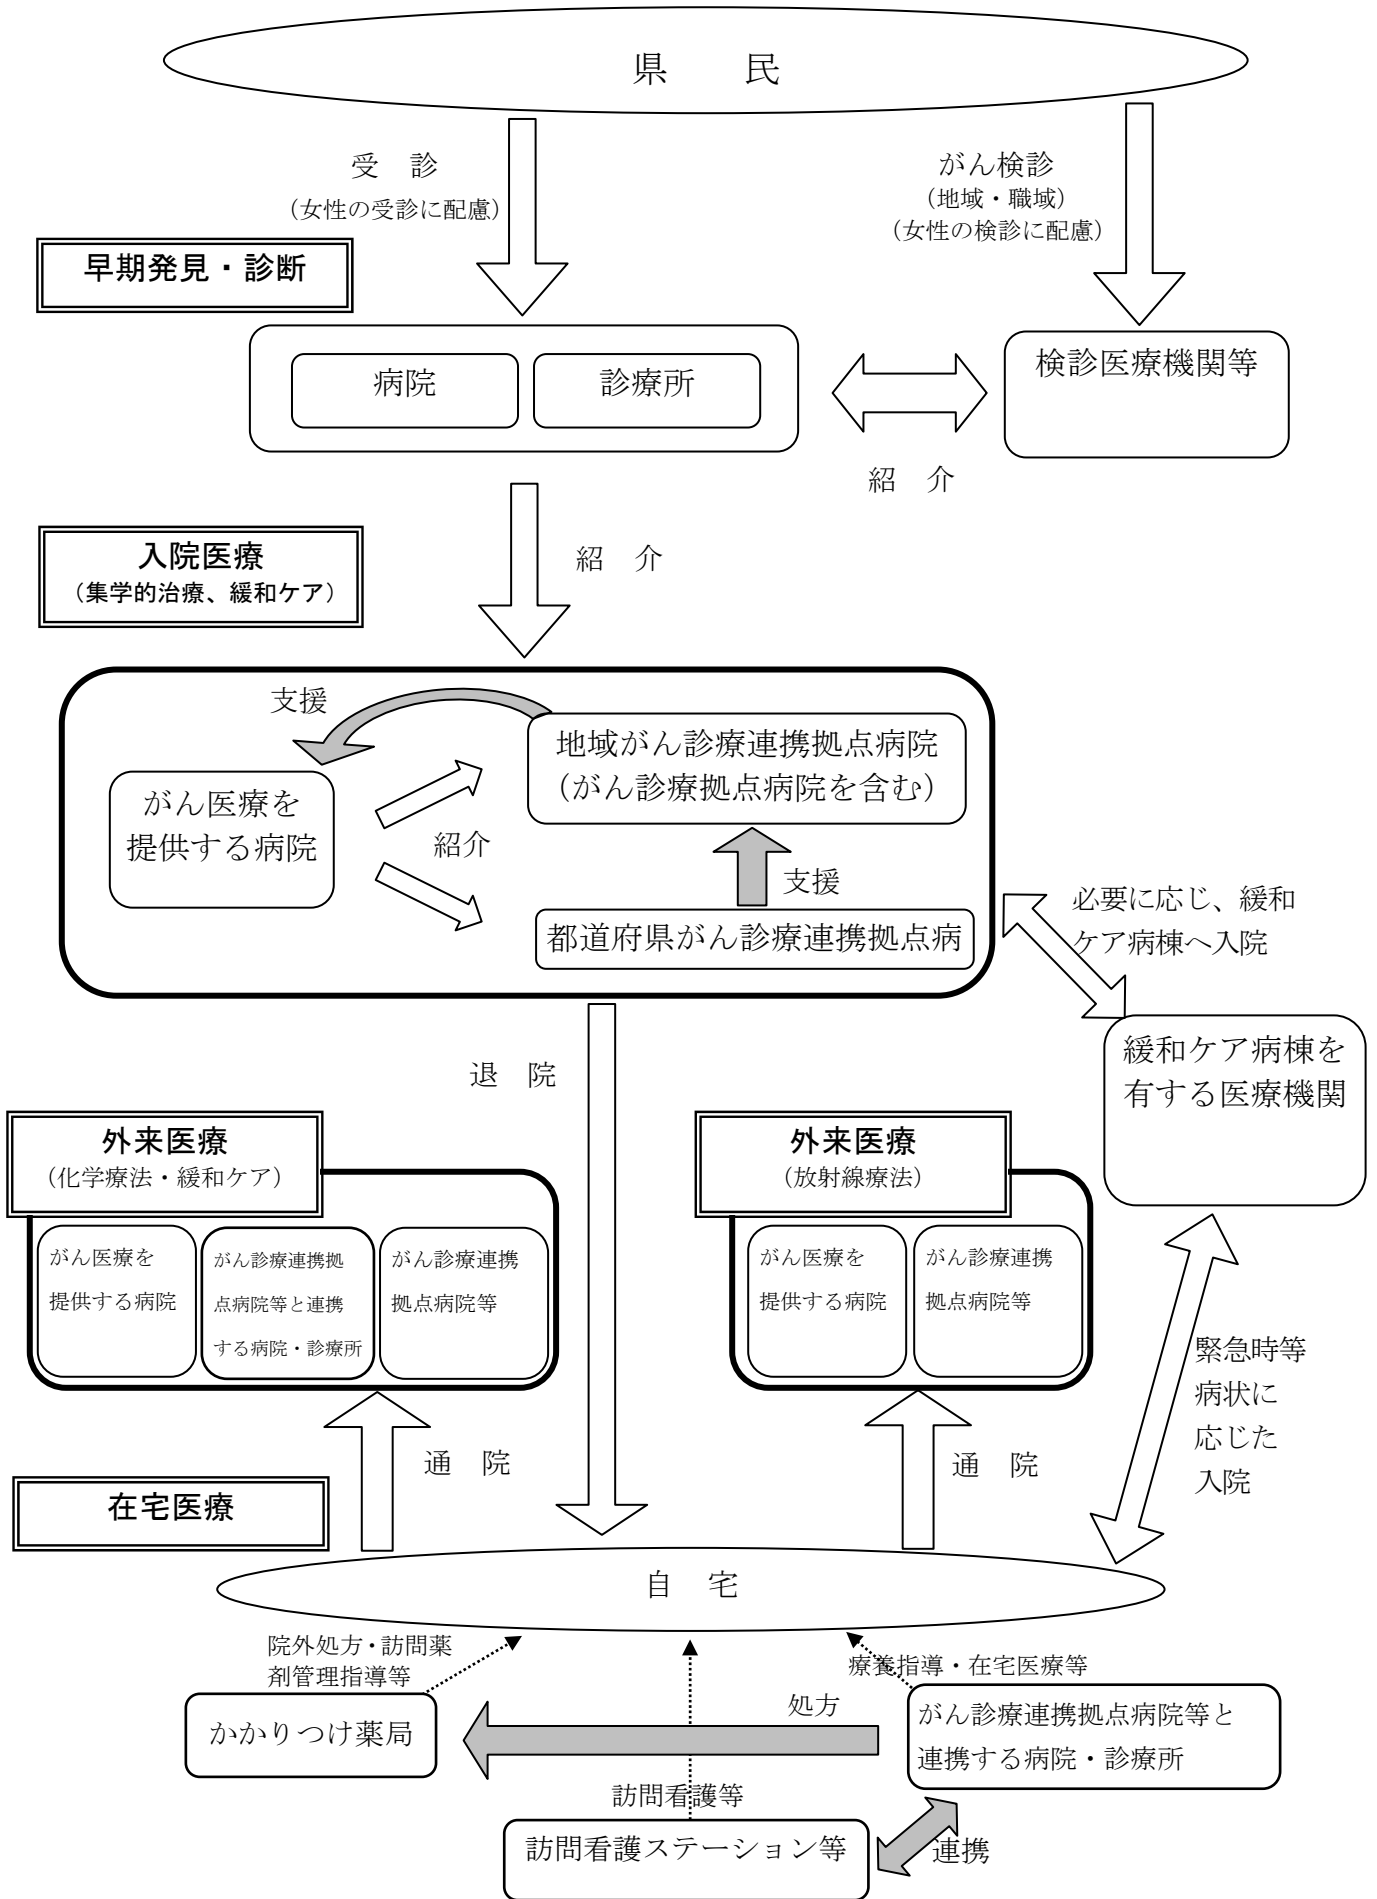 県　民
受　診
（女性の受診に配慮）
がん検診
（地域・職域）
（女性の検診に配慮）
早期発見・診断
病院
診療所
検診医療機関等
紹　介
入院医療
（集学的治療、緩和ケア）
紹　介
支援
地域がん診療連携拠点病院
（がん診療拠点病院を含む）
がん医療を
提供する病院
紹介
支援
都道府県がん診療連携拠点病
必要に応じ、緩和
ケア病棟へ入院
緩和ケア病棟を
有する医療機関
退　院
外来医療
（化学療法・緩和ケア）
がん医療を
提供する病院
がん診療連携拠
点病院等と連携
する病院・診療所
がん診療連携
拠点病院等
外来医療
（放射線療法）
がん医療を
提供する病院
がん診療連携
拠点病院等
緊急時等
病状に
応じた
入院
通　院
通　院
在宅医療
自　宅
院外処方・訪問薬
剤管理指導等
療養指導・在宅医療等
かかりつけ薬局
処方
がん診療連携拠点病院等と
連携する病院・診療所
訪問看護等
訪問看護ステーション等
連携